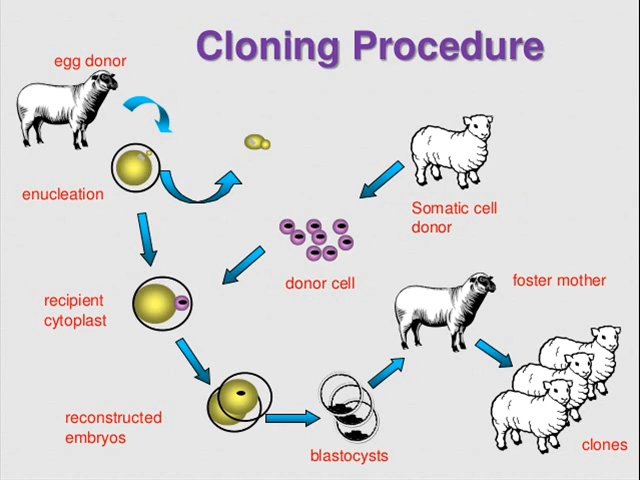 Cloning Procedure
egg donor
enucleation
Somatic cell
donor
donor cell
foster mother
recipient
cytoplast
reconstructed
embryos
blastocysts
clones